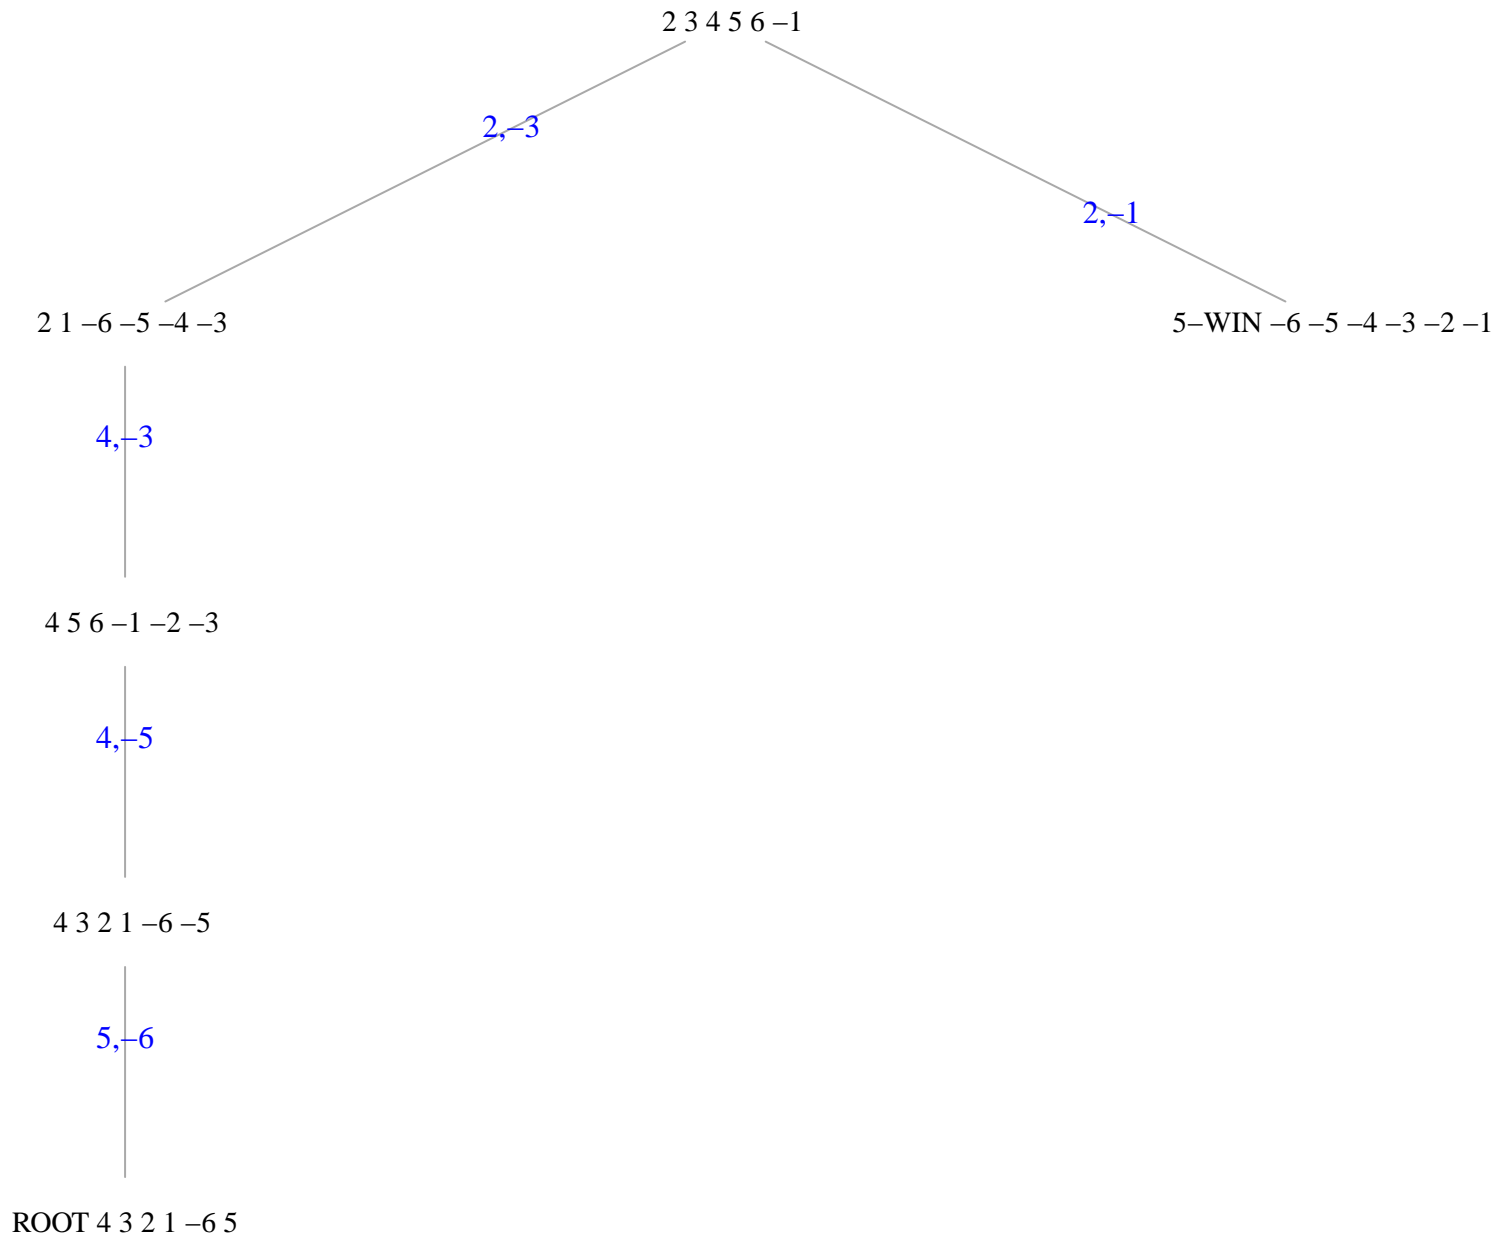 2 3 4 5 6 –1
2,–3
2,–1
2 1 –6 –5 –4 –3
5–WIN –6 –5 –4 –3 –2 –1
4,–3
4 5 6 –1 –2 –3
4,–5
4 3 2 1 –6 –5
5,–6
ROOT 4 3 2 1 –6 5